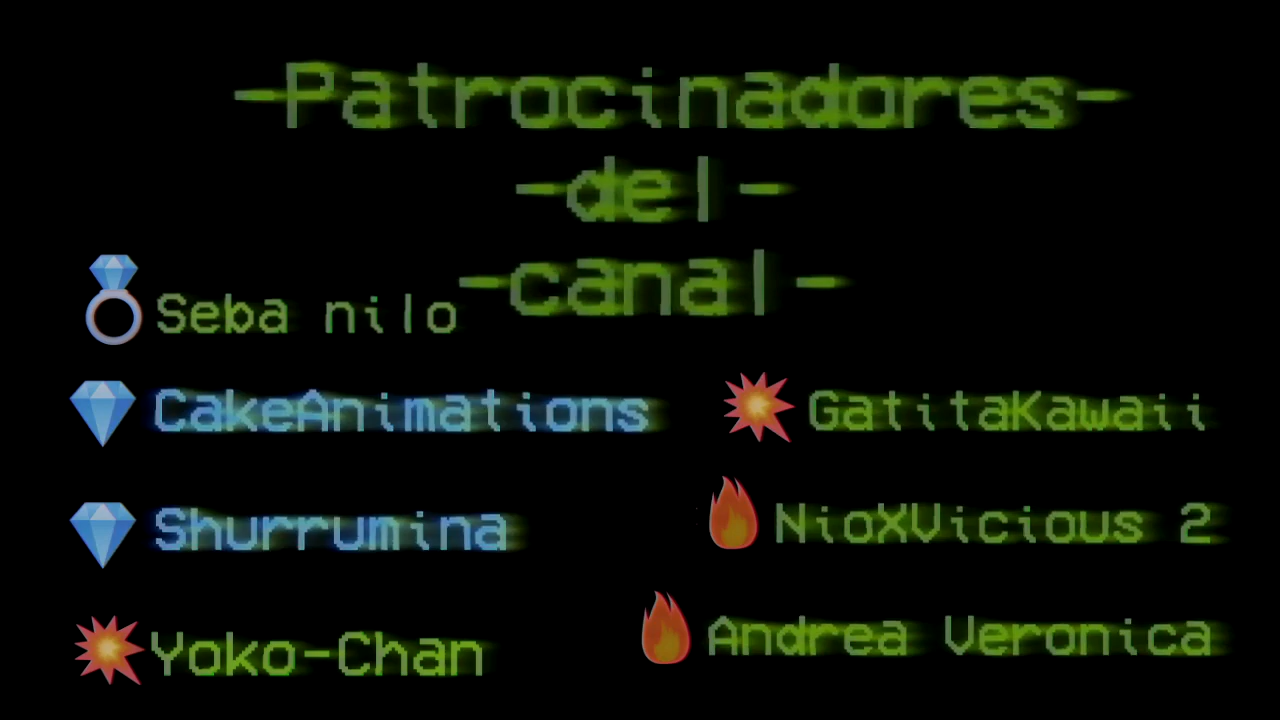 -Patrocinadores-
-del-
-canal-
Seba nilo
CakeAnimations
GatitaKawaii
Shurrumina
NioXVicious 2
Yoko-Chan
Andrea Veronica